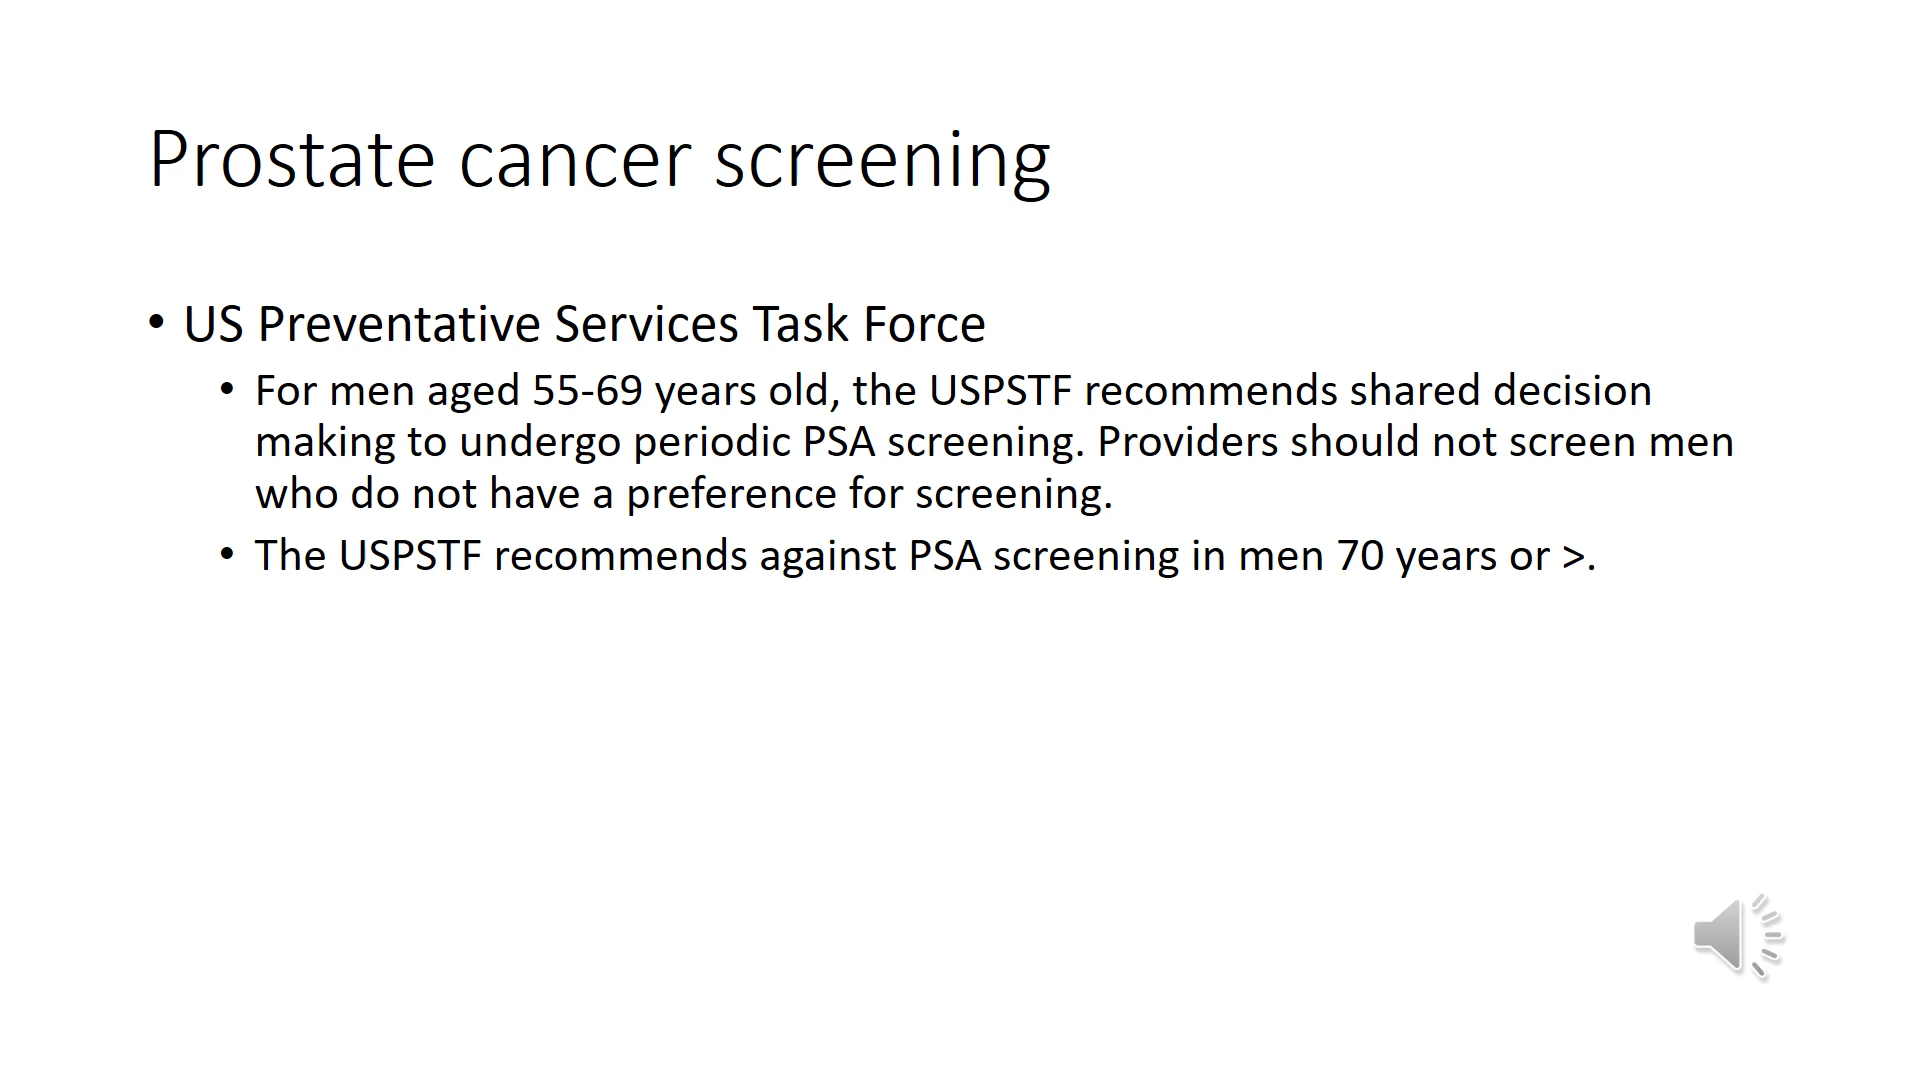 Prostate cancer screening
• US Preventative Services Task Force
• For men aged 55-69 years old, the USPSTF recommends shared decision
making to undergo periodic PSA screening. Providers should not screen men
who do not have a preference for screening.
• The USPSTF recommends against PSA screening in men 70 years or >.